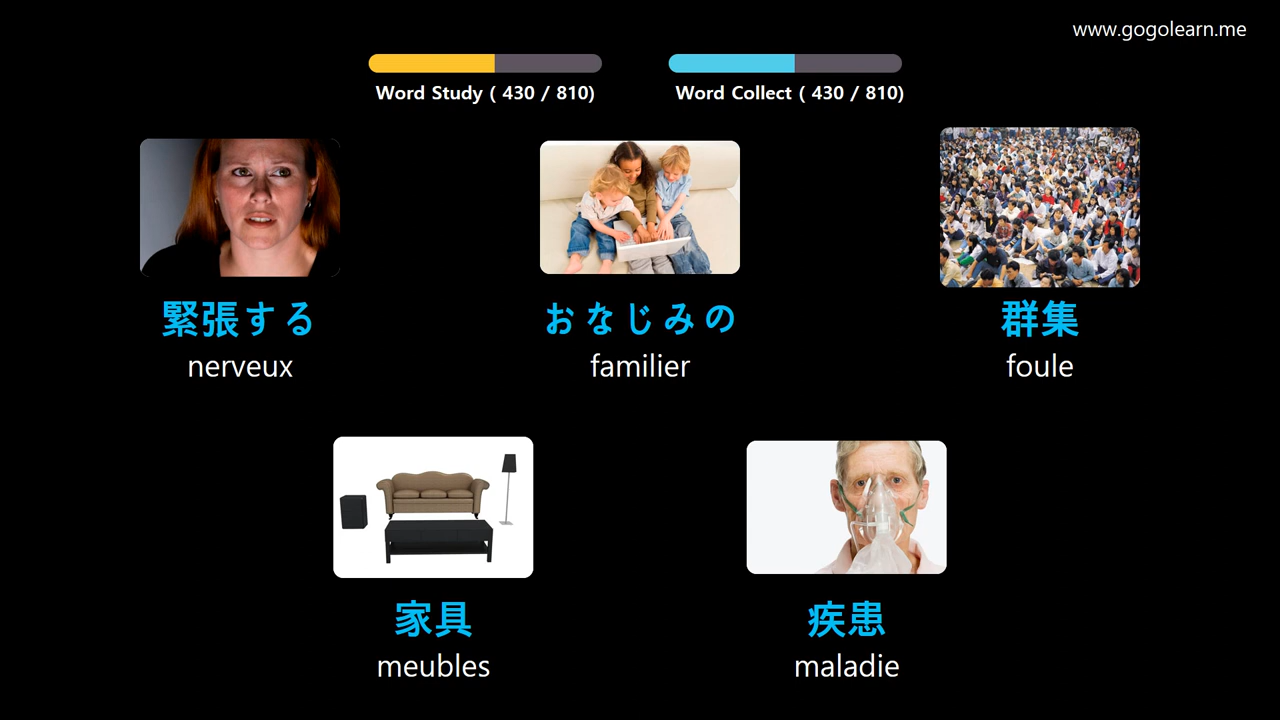 www.gogolearn.me
Word Study ( 430 / 810)
Word Collect ( 430 / 810)
緊張する
nerveux
おなじみの
familier
群集
foule
家具
meubles
疾患
maladie